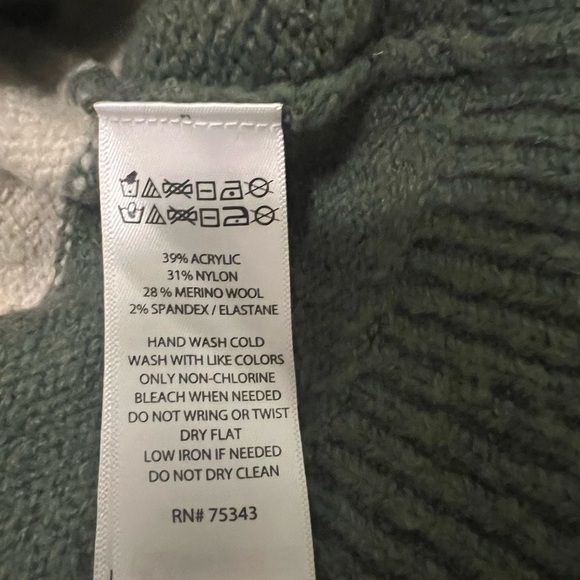 39% ACRYLIC
31% NYLON
28 % MERINO WOOL
2% SPANDEX / ELASTANE
HAND WASH COLD
WASH WITH LIKE COLORS
ONLY NON-CHLORINE
BLEACH WHEN NEEDED
DO NOT WRING OR TWIST
DRY FLAT
LOW IRON IF NEEDED
DO NOT DRY CLEAN
RN# 75343